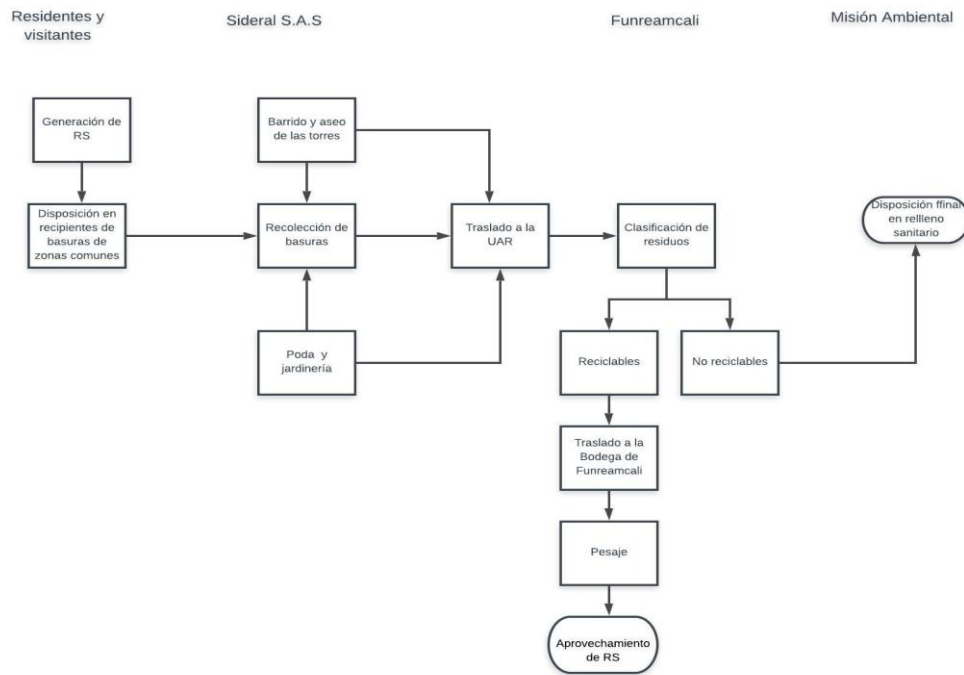 Residentes y
visitantes
Sideral S.A.S
Funreamcali
Misión Ambiental
Generación de
RS
Barrido y aseo
de las torres
Disposición en
recipientes de
basuras de
zonas comunes
Recolección de
basuras
Traslado a la
UAR
Clasificación de
residuos
Disposición ffinan
en rellleno
sanitario
Poda y
jardinería
Reciclables
No reciclables
Traslado a la
Bodega de
Funreamcali
Pesaje
Aprovechamiento
de RS